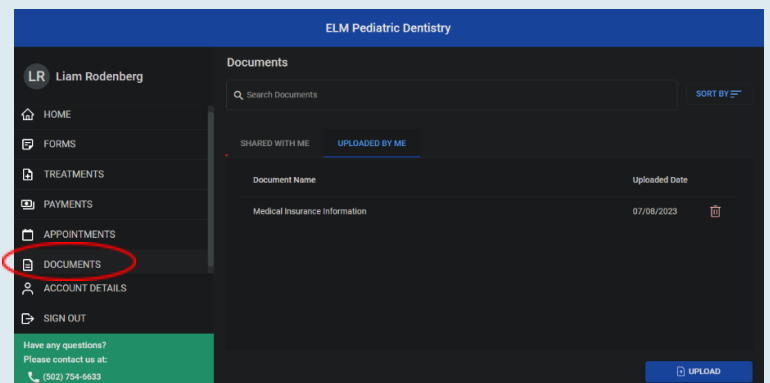 ELM Pediatric Dentistry
LR Liam Rodenberg
HOME
FORMS
TREATMENTS
PAYMENTS
APPOINTMENTS
DOCUMENTS
ACCOUNT DETAILS
SIGN OUT
Have any questions?
Please contact us at:
(502) 754-6633
Documents
Search Documents
SORT BY
SHARED WITH ME UPLOADED BY ME
Document Name Uploaded Date
Medical Insurance Information 07/08/2023
UPLOAD